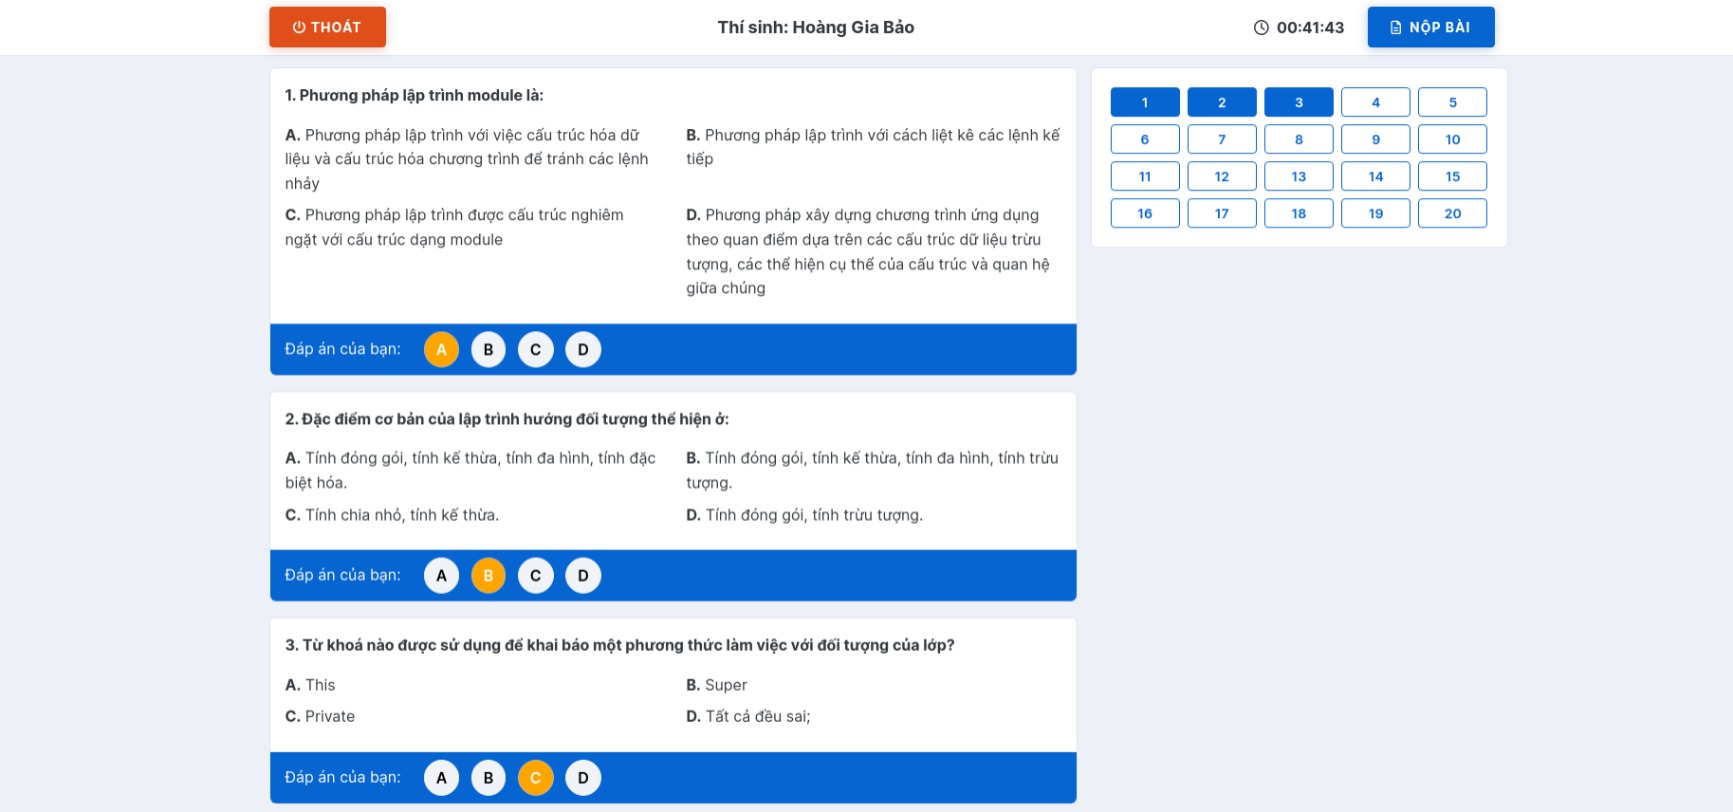 THOÁT
Thí sinh: Hoàng Gia Bảo
00:41:43
NỘP BÀI
1. Phương pháp lập trình module là:
A. Phương pháp lập trình với việc cấu trúc hóa dữ
liệu và cấu trúc hóa chương trình để tránh các lệnh
nhảy
B. Phương pháp lập trình với cách liệt kê các lệnh kế
tiếp
C. Phương pháp lập trình được cấu trúc nghiêm
ngặt với cấu trúc dạng module
D. Phương pháp xây dựng chương trình ứng dụng
theo quan điểm dựa trên các cấu trúc dữ liệu trừu
tượng, các thể hiện cụ thể của cấu trúc và quan hệ
giữa chúng
Đáp án của bạn: A B C D
2. Đặc điểm cơ bản của lập trình hướng đối tượng thể hiện ở:
A. Tính đóng gói, tính kế thừa, tính đa hình, tính đặc
biệt hóa.
B. Tính đóng gói, tính kế thừa, tính đa hình, tính trừu
tượng.
C. Tính chia nhỏ, tính kế thừa.
D. Tính đóng gói, tính trừu tượng.
Đáp án của bạn: A B C D
3. Từ khoá nào được sử dụng để khai báo một phương thức làm việc với đối tượng của lớp?
A. This
B. Super
C. Private
D. Tất cả đều sai;
Đáp án của bạn: A B C D
1 2 3 4 5
6 7 8 9 10
11 12 13 14 15
16 17 18 19 20